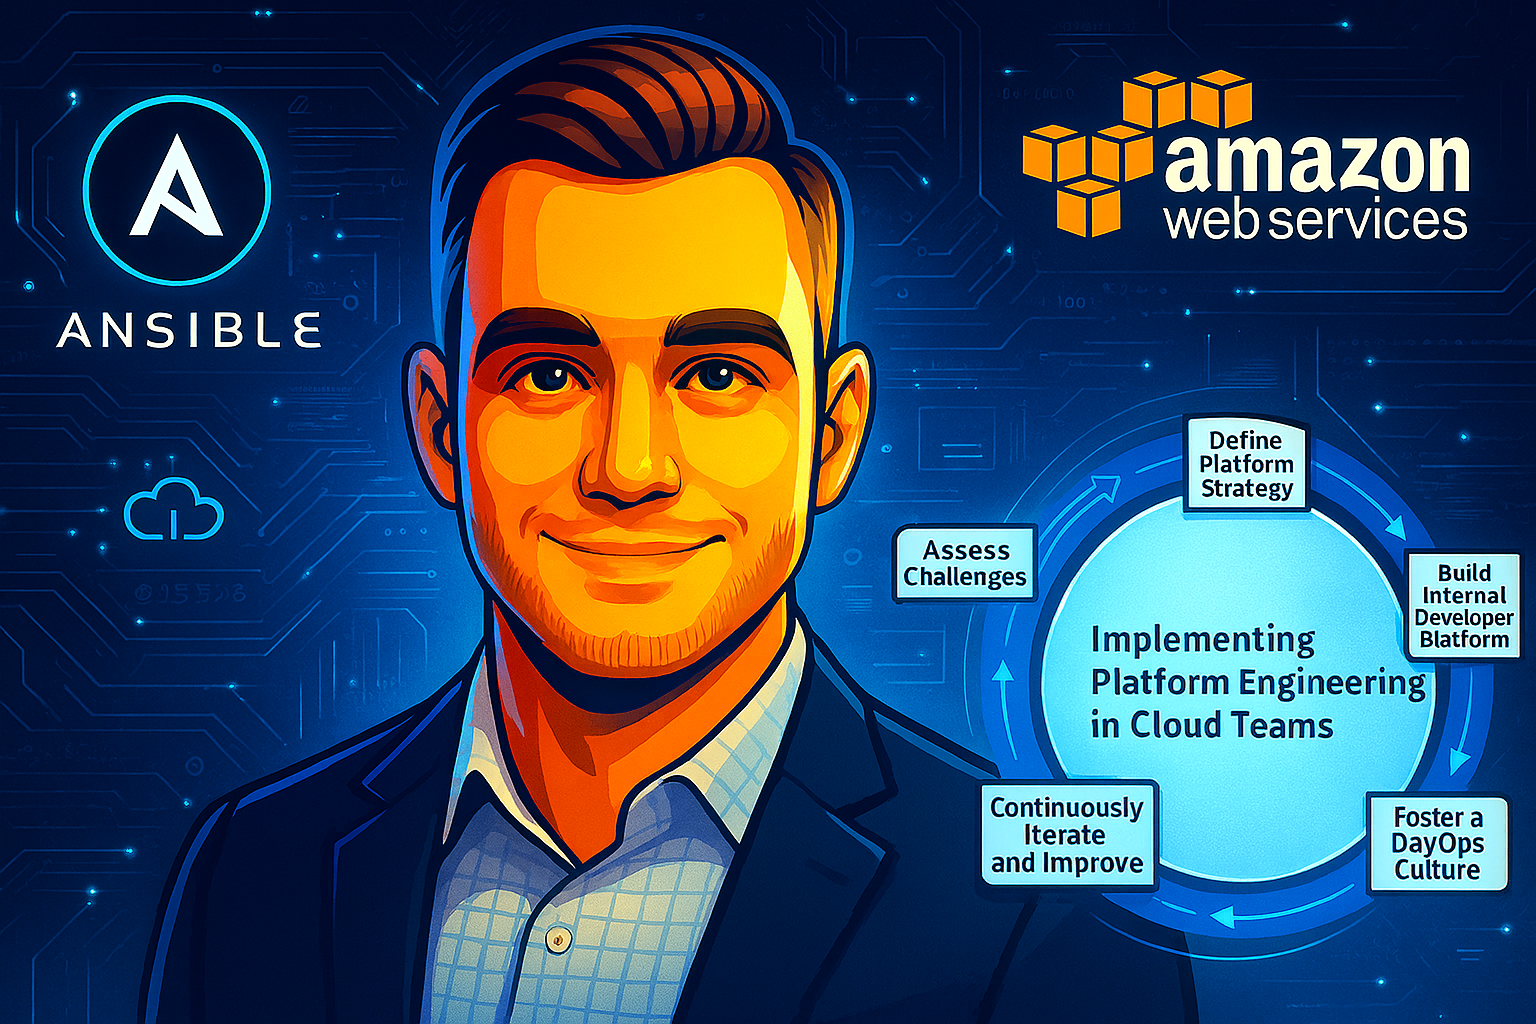 ANSIBLE
amazon
web services
Define
Platform
Strategy
Assess
Challenges
Build
Internal
Developer
Blatform
Implementing
Platform Engineering
in Cloud Teams
Continuously
Iterate
and Improve
Foster a
DayOps
Culture